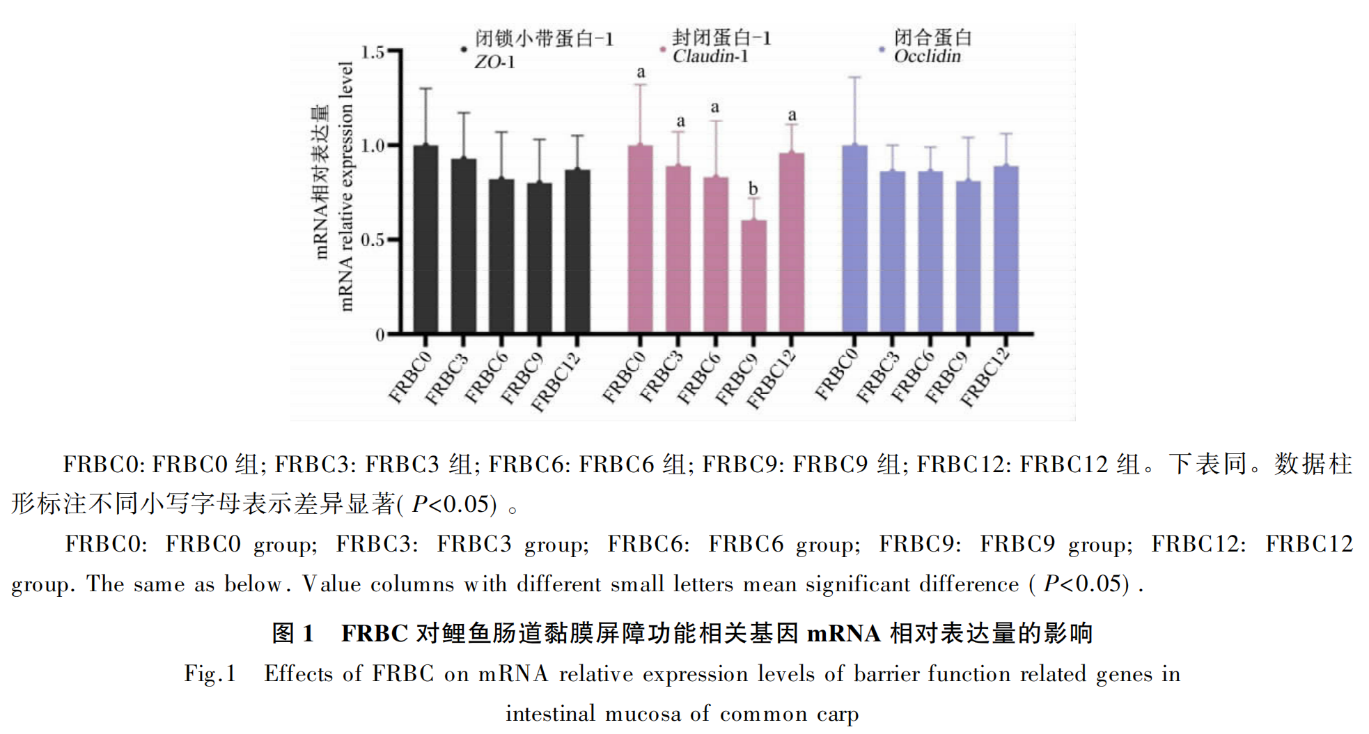 闭锁小带蛋白-1
ZO-1
封闭蛋白-1
Claudin-1
闭合蛋白
Occlidin
mRNA相对表达量
mRNA relative expression level
1.5
1.0
0.5
0
a
a
a
b
a
FRBC0
FRBC3
FRBC6
FRBC9
FRBC12
FRBC0
FRBC3
FRBC6
FRBC9
FRBC12
FRBC0
FRBC3
FRBC6
FRBC9
FRBC12
FRBC0: FRBC0 组; FRBC3: FRBC3 组; FRBC6: FRBC6 组; FRBC9: FRBC9 组; FRBC12: FRBC12 组。下表同。数据柱
形标注不同小写字母表示差异显著( P<0.05) 。
FRBC0: FRBC0 group; FRBC3: FRBC3 group; FRBC6: FRBC6 group; FRBC9: FRBC9 group; FRBC12: FRBC12
group. The same as below. Value columns with different small letters mean significant difference ( P<0.05) .
图 1 FRBC 对鲤鱼肠道黏膜屏障功能相关基因 mRNA 相对表达量的影响
Fig.1 Effects of FRBC on mRNA relative expression levels of barrier function related genes in
intestinal mucosa of common carp